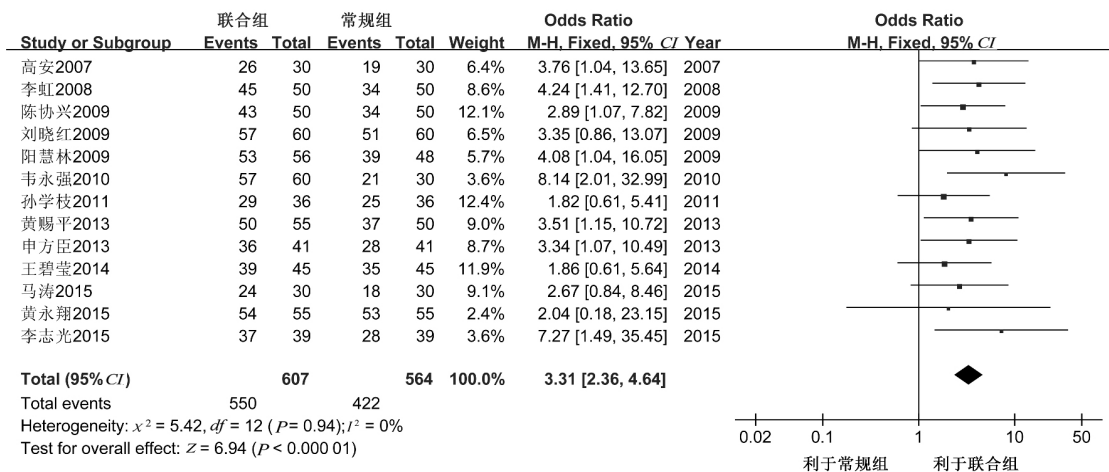 联合组 常规组 Odds Ratio Odds Ratio
Study or Subgroup Events Total Events Total Weight M-H, Fixed, 95% CI Year M-H, Fixed, 95% CI
高安2007 26 30 19 30 6.4% 3.76 [1.04, 13.65] 2007
李虹2008 45 50 34 50 8.6% 4.24 [1.41, 12.70] 2008
陈协兴2009 43 50 34 50 12.1% 2.89 [1.07, 7.82] 2009
刘晓红2009 57 60 51 60 6.5% 3.35 [0.86, 13.07] 2009
阳慧林2009 53 56 39 48 5.7% 4.08 [1.04, 16.05] 2009
韦永强2010 57 60 21 30 3.6% 8.14 [2.01, 32.99] 2010
孙学枝2011 29 36 25 36 12.4% 1.82 [0.61, 5.41] 2011
黄赐平2013 50 55 37 50 9.0% 3.51 [1.15, 10.72] 2013
申方臣2013 36 41 28 41 8.7% 3.34 [1.07, 10.49] 2013
王碧莹2014 39 45 35 45 11.9% 1.86 [0.61, 5.64] 2014
马涛2015 24 30 18 30 9.1% 2.67 [0.84, 8.46] 2015
黄永翔2015 54 55 53 55 2.4% 2.04 [0.18, 23.15] 2015
李志光2015 37 39 28 39 3.6% 7.27 [1.49, 35.45] 2015
Total (95% CI) 607 564 100.0% 3.31 [2.36, 4.64]
Total events 550 422
Heterogeneity: x² = 5.42, df = 12 (P = 0.94); I² = 0%
Test for overall effect: Z = 6.94 (P < 0.000 01)
0.02 0.1 1 10 50
利于常规组 利于联合组